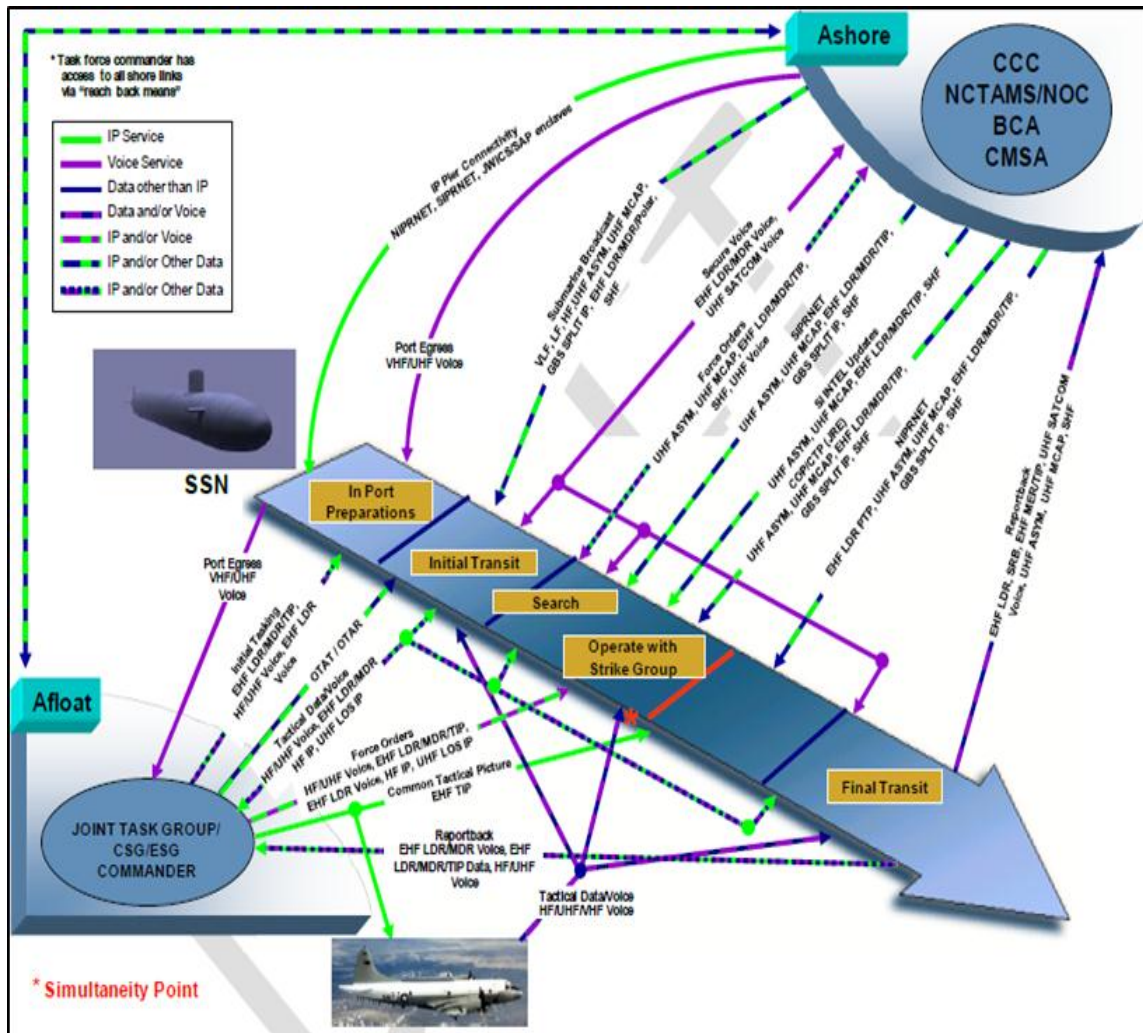 Ashore
CCC
NCTAMS/NOC
BCA
CMSA
* Task force commander has
access to all shore links
via "reach back means"
IP Service
Voice Service
Data other than IP
Data and/or Voice
IP and/or Voice
IP and/or Other Data
IP and/or Other Data
IP Pier Connectivity
NIPRNET, SIPRNET, JWICS/SAP enclaves
Port Egress
VHF/UHF Voice
Submarine Broadcast
VLF, LF, HF, UHF ASYM, UHF MCAP,
GBS SPLIT IP, EHF LDR/MDR/Polar,
SHF
Secure Voice
EHF LDR/MDR Voice,
UHF SATCOM Voice
Force Orders
UHF ASYM, UHF MCAP, EHF LDR/MDR/TIP,
SHF, UHF Voice
SIPRNET
UHF ASYM, UHF MCAP, EHF LDR/MDR/TIP,
GBS SPLIT IP, SHF
SI INTEL Updates
UHF ASYM, UHF MCAP, EHF LDR/MDR/TIP, SHF
COP/CTP (JRE)
UHF ASYM, UHF MCAP, EHF LDR/MDR/TIP,
GBS SPLIT IP, SHF
NIPRNET
EHF LDR PTP, UHF ASYM, UHF MCAP, EHF LDR/MDR/TIP,
GBS SPLIT IP, SHF
Reportback
EHF LDR, SRB, EHF MER/TIP, UHF SATCOM
Voice, UHF ASYM, UHF MCAP, SHF
SSN
In Port
Preparations
Initial Transit
Search
Operate with
Strike Group
*
Final Transit
Port Egress
VHF/UHF
Voice
Initial Tasking
EHF LDR/MDR/TIP,
HF/UHF Voice, EHF LDR
Voice
OTAT / OTAR
Tactical Data/Voice
HF/UHF Voice, EHF LDR/MDR
HF IP, UHF LOS IP
Force Orders
HF/UHF Voice, EHF LDR/MDR/TIP,
EHF LDR Voice, HF IP, UHF LOS IP
Common Tactical Picture
EHF TIP
Reportback
EHF LDR/MDR Voice, EHF
LDR/MDR/TIP Data, HF/UHF
Voice
Tactical Data/Voice
HF/UHF/VHF Voice
Afloat
JOINT TASK GROUP/
CSG/ESG
COMMANDER
* Simultaneity Point